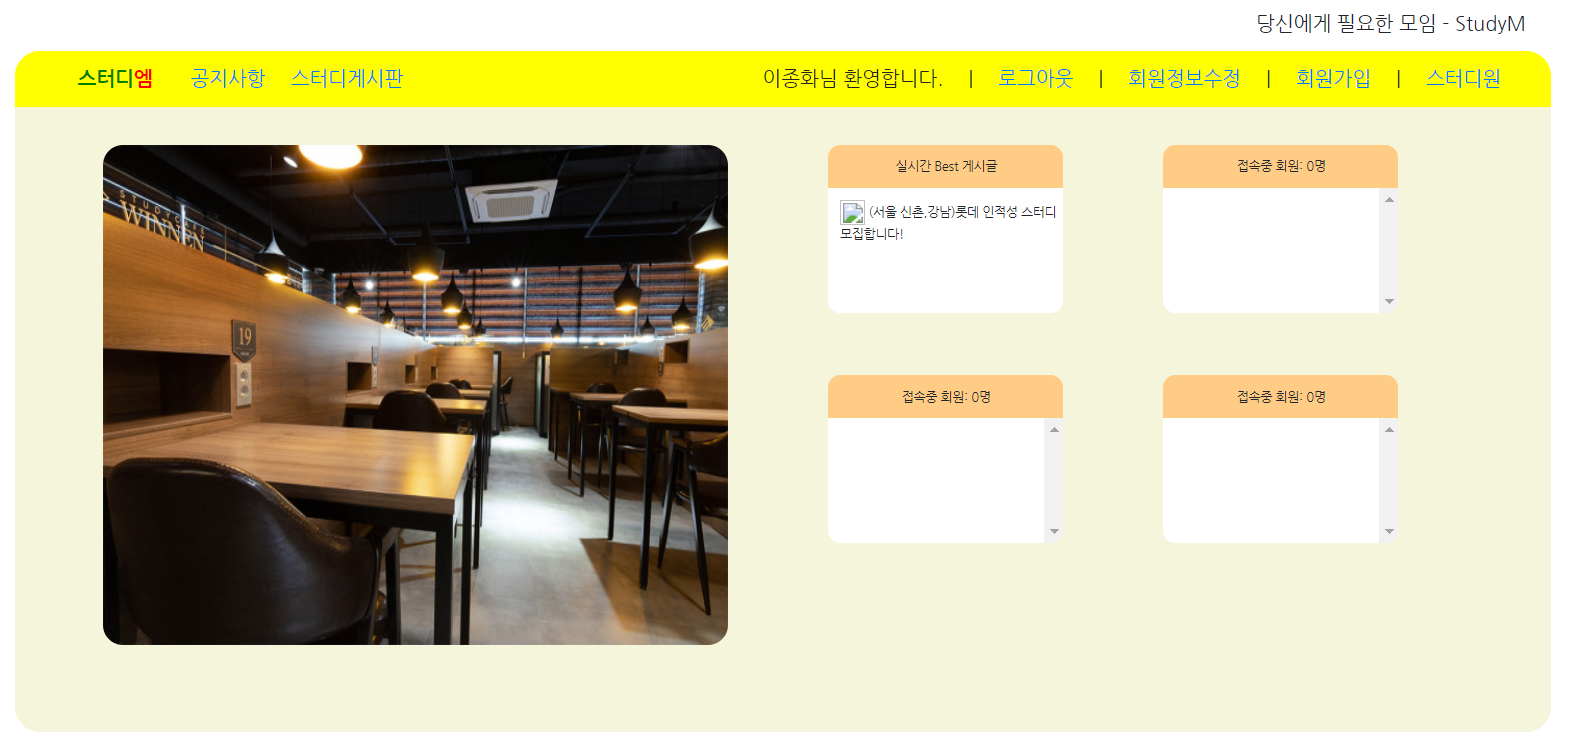 당신에게 필요한 모임 - StudyM
스터디엠 공지사항 스터디게시판 이종화님 환영합니다. | 로그아웃 | 회원정보수정 | 회원가입 | 스터디원
STUDYCAFE
WINNEN
19
실시간 Best 게시글
(서울 신촌,강남)롯데 인적성 스터디
모집합니다!
접속중 회원: 0명
접속중 회원: 0명
접속중 회원: 0명